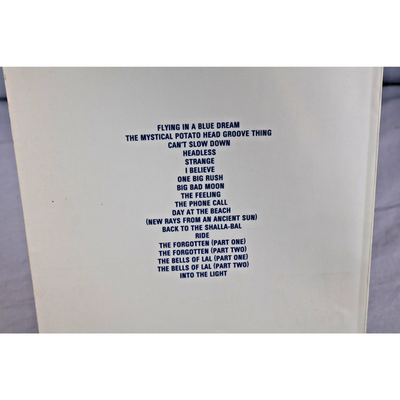 FLYING IN A BLUE DREAM
THE MYSTICAL POTATO HEAD GROOVE THING
CAN'T SLOW DOWN
HEADLESS
STRANGE
I BELIEVE
ONE BIG RUSH
BIG BAD MOON
THE FEELING
THE PHONE CALL
DAY AT THE BEACH
(NEW RAYS FROM AN ANCIENT SUN)
BACK TO THE SHALLA-BAL
RIDE
THE FORGOTTEN (PART ONE)
THE FORGOTTEN (PART TWO)
THE BELLS OF LAL (PART ONE)
THE BELLS OF LAL (PART TWO)
INTO THE LIGHT